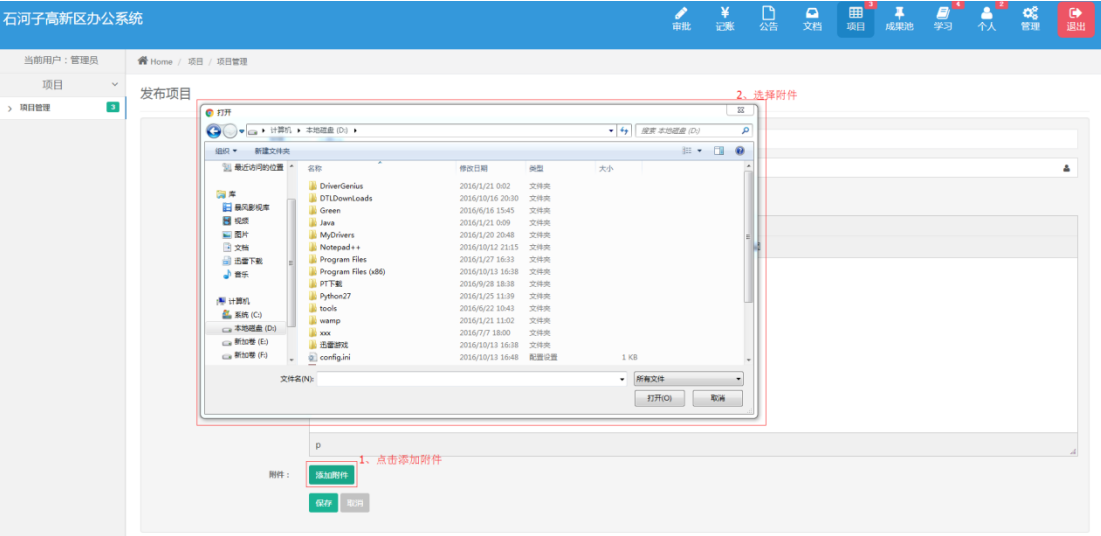 石河子高新区办公系统
审批
记账
公告
文档
3
项目
成果池
4
学习
2
个人
管理
退出
当前用户：管理员
Home / 项目 / 项目管理
项目
项目管理 3
发布项目
2、选择附件
打开
计算机 本地磁盘 (D:)
搜索 本地磁盘 (D:)
组织 新建文件夹
最近访问的位置
库
暴风影视库
视频
图片
文档
迅雷下载
音乐
计算机
系统 (C:)
本地磁盘 (D:)
新加卷 (E:)
新加卷 (F:)
名称 修改日期 类型 大小
DriverGenius 2016/1/21 0:02 文件夹
DTLDownLoads 2016/10/16 20:30 文件夹
Green 2016/6/16 15:45 文件夹
Java 2016/1/21 0:09 文件夹
MyDrivers 2016/1/20 20:48 文件夹
Notepad++ 2016/10/12 21:15 文件夹
Program Files 2016/1/27 16:33 文件夹
Program Files (x86) 2016/10/13 16:38 文件夹
PT下载 2016/9/28 18:38 文件夹
Python27 2016/1/25 11:39 文件夹
tools 2016/6/22 10:43 文件夹
wamp 2016/1/21 11:02 文件夹
xxx 2016/7/7 18:00 文件夹
迅雷游戏 2016/10/13 16:38 文件夹
config.ini 2016/10/13 16:48 配置设置 1 KB
文件名(N): 所有文件
打开(O) 取消
p
1、点击添加附件
附件： 添加附件
保存 取消